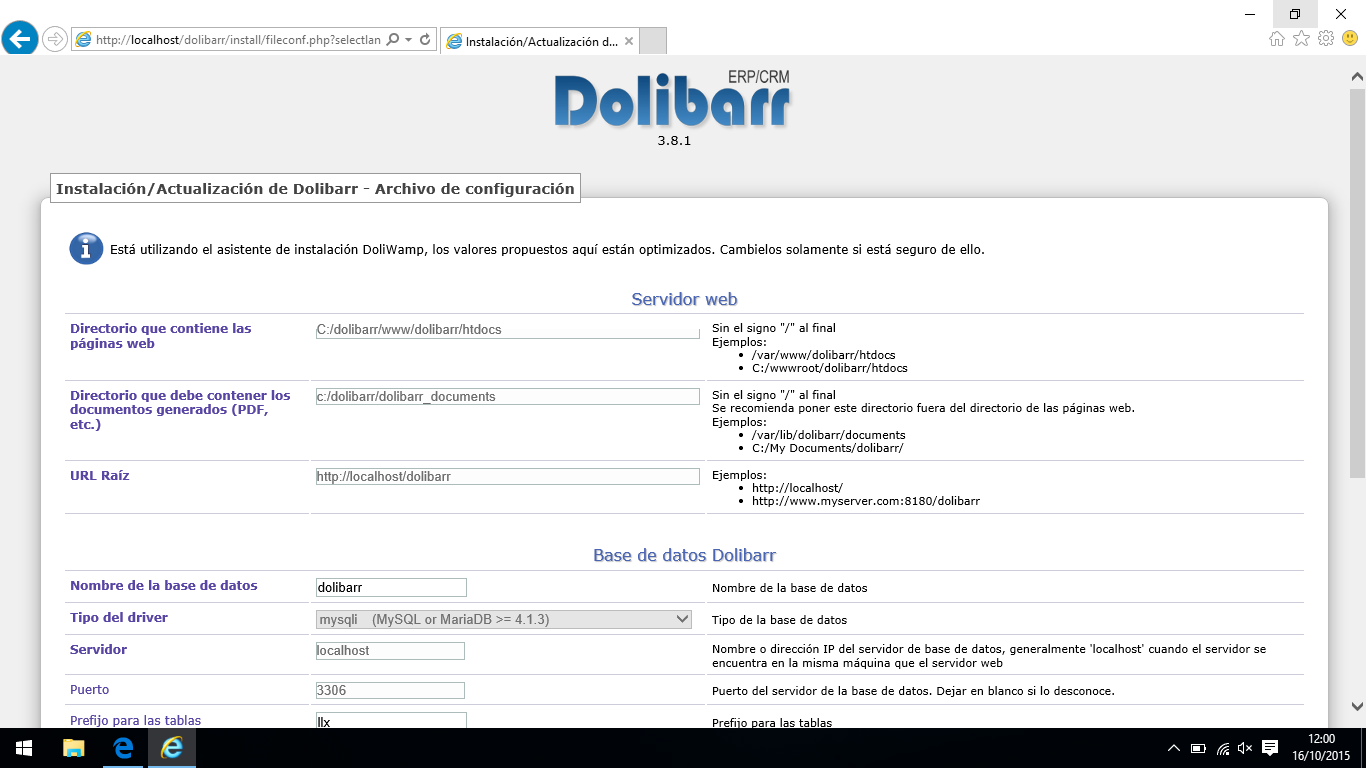 http://localhost/dolibarr/install/fileconf.php?selectlan
Instalación/Actualización d...
ERP/CRM
Dolibarr
3.8.1
Instalación/Actualización de Dolibarr - Archivo de configuración
Está utilizando el asistente de instalación DoliWamp, los valores propuestos aquí están optimizados. Cambielos solamente si está seguro de ello.
Servidor web
Directorio que contiene las
páginas web
C:/dolibarr/www/dolibarr/htdocs
Sin el signo "/" al final
Ejemplos:
• /var/www/dolibarr/htdocs
• C:/wwwroot/dolibarr/htdocs
Directorio que debe contener los
documentos generados (PDF,
etc.)
c:/dolibarr/dolibarr_documents
Sin el signo "/" al final
Se recomienda poner este directorio fuera del directorio de las páginas web.
Ejemplos:
• /var/lib/dolibarr/documents
• C:/My Documents/dolibarr/
URL Raíz
http://localhost/dolibarr
Ejemplos:
• http://localhost/
• http://www.myserver.com:8180/dolibarr
Base de datos Dolibarr
Nombre de la base de datos
dolibarr
Nombre de la base de datos
Tipo del driver
mysqli (MySQL or MariaDB >= 4.1.3)
Tipo de la base de datos
Servidor
localhost
Nombre o dirección IP del servidor de base de datos, generalmente 'localhost' cuando el servidor se
encuentra en la misma máquina que el servidor web
Puerto
3306
Puerto del servidor de la base de datos. Dejar en blanco si lo desconoce.
Prefijo para las tablas
llx
Prefijo para las tablas
12:00
16/10/2015